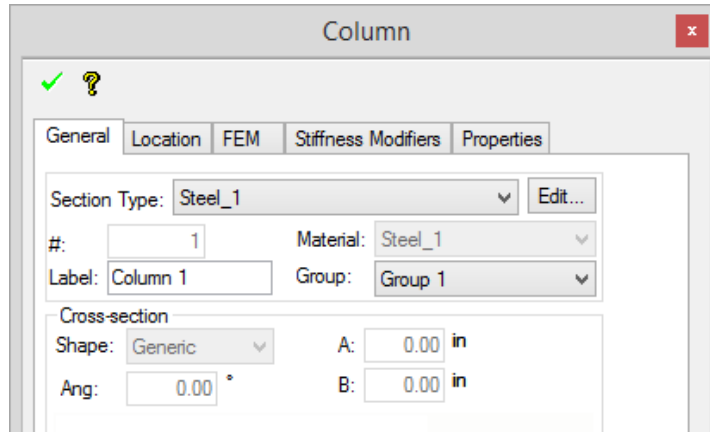 Column
x
?
General Location FEM Stiffness Modifiers Properties
Section Type: Steel_1 Edit...
#: 1 Material: Steel_1
Label: Column 1 Group: Group 1
Cross-section
Shape: Generic A: 0.00 in
Ang: 0.00 ° B: 0.00 in